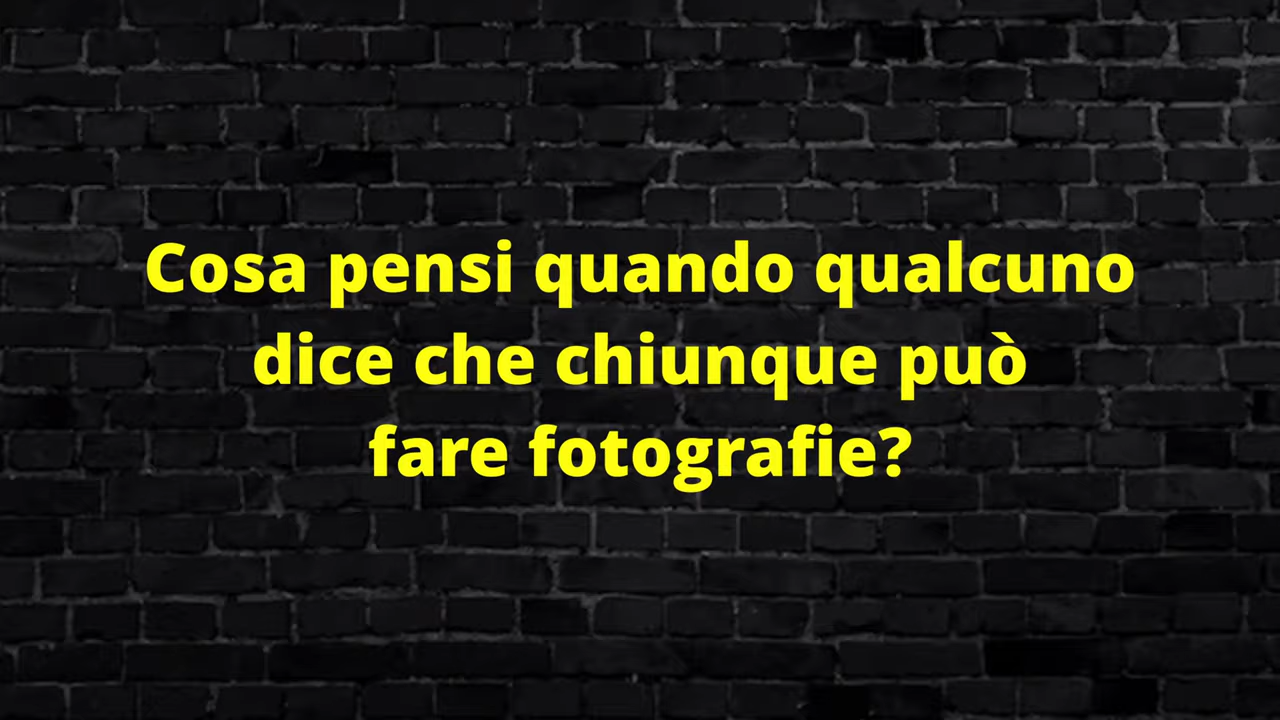 Cosa pensi quando qualcuno
dice che chiunque può
fare fotografie?